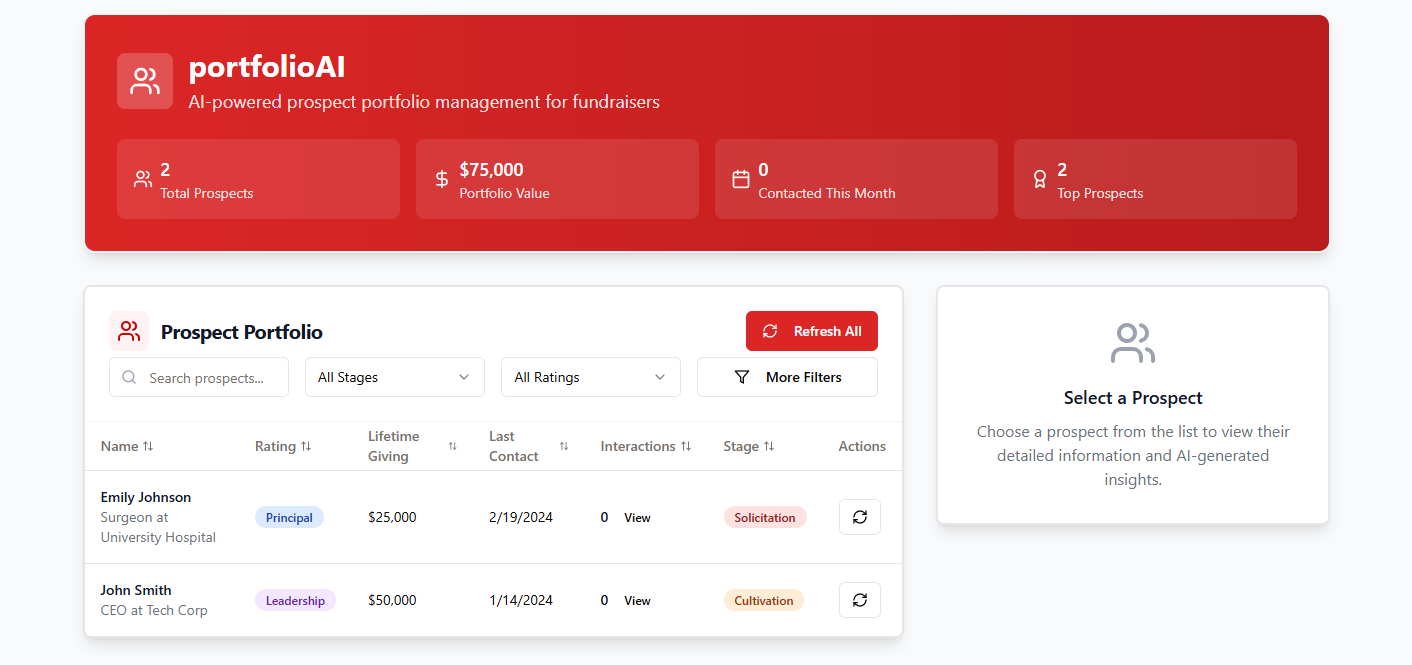 portfolioAI
AI-powered prospect portfolio management for fundraisers
2
Total Prospects
$75,000
Portfolio Value
0
Contacted This Month
2
Top Prospects
Prospect Portfolio
Refresh All
Search prospects...
All Stages
All Ratings
More Filters
Name
Rating
Lifetime
Giving
Last
Contact
Interactions
Stage
Actions
Emily Johnson
Surgeon at
University Hospital
Principal
$25,000
2/19/2024
0 View
Solicitation
John Smith
CEO at Tech Corp
Leadership
$50,000
1/14/2024
0 View
Cultivation
Select a Prospect
Choose a prospect from the list to view their
detailed information and AI-generated
insights.